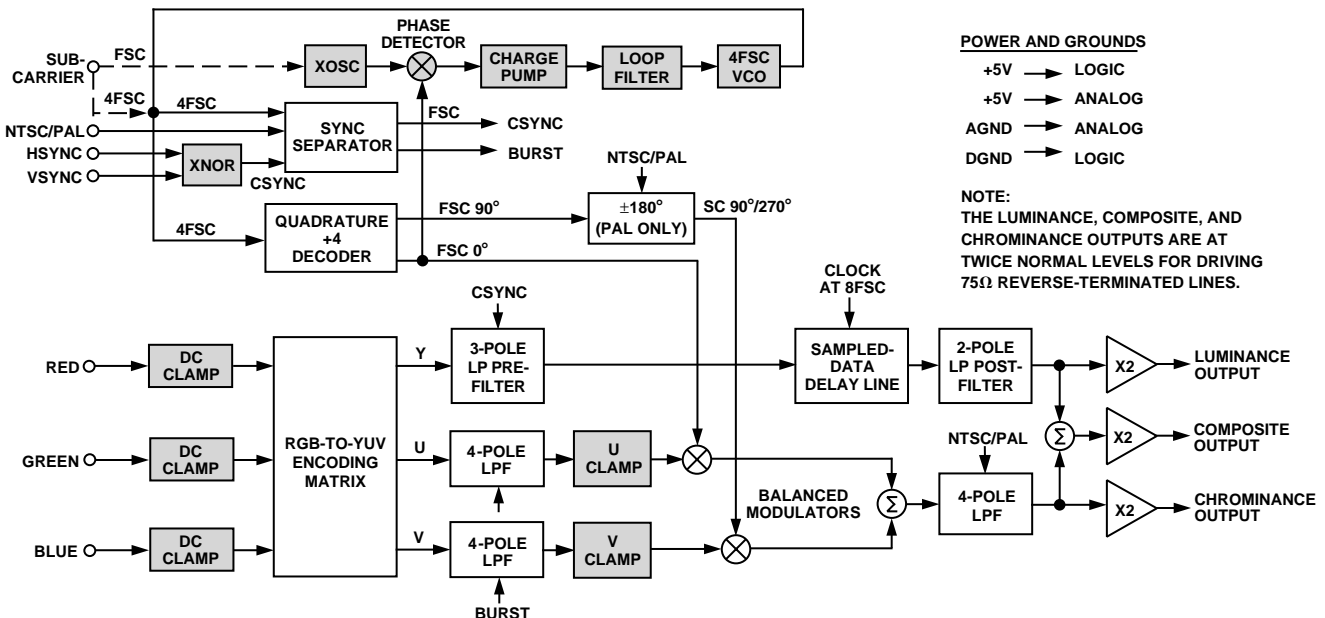 SUB-
CARRIER
FSC
4FSC
NTSC/PAL
HSYNC
VSYNC
XNOR
CSYNC
4FSC
4FSC
XOSC
PHASE
DETECTOR
CHARGE
PUMP
LOOP
FILTER
4FSC
VCO
SYNC
SEPARATOR
FSC
CSYNC
BURST
QUADRATURE
+4
DECODER
FSC 90°
FSC 0°
NTSC/PAL
±180°
(PAL ONLY)
SC 90°/270°
POWER AND GROUNDS
+5V LOGIC
+5V ANALOG
AGND ANALOG
DGND LOGIC
NOTE:
THE LUMINANCE, COMPOSITE, AND
CHROMINANCE OUTPUTS ARE AT
TWICE NORMAL LEVELS FOR DRIVING
75Ω REVERSE-TERMINATED LINES.
RED
DC
CLAMP
GREEN
DC
CLAMP
BLUE
DC
CLAMP
RGB-TO-YUV
ENCODING
MATRIX
Y
U
V
CSYNC
3-POLE
LP PRE-
FILTER
4-POLE
LPF
4-POLE
LPF
BURST
U
CLAMP
V
CLAMP
BALANCED
MODULATORS
CLOCK
AT 8FSC
SAMPLED-
DATA
DELAY LINE
2-POLE
LP POST-
FILTER
Σ
NTSC/PAL
4-POLE
LPF
Σ
X2
LUMINANCE
OUTPUT
X2
COMPOSITE
OUTPUT
X2
CHROMINANCE
OUTPUT